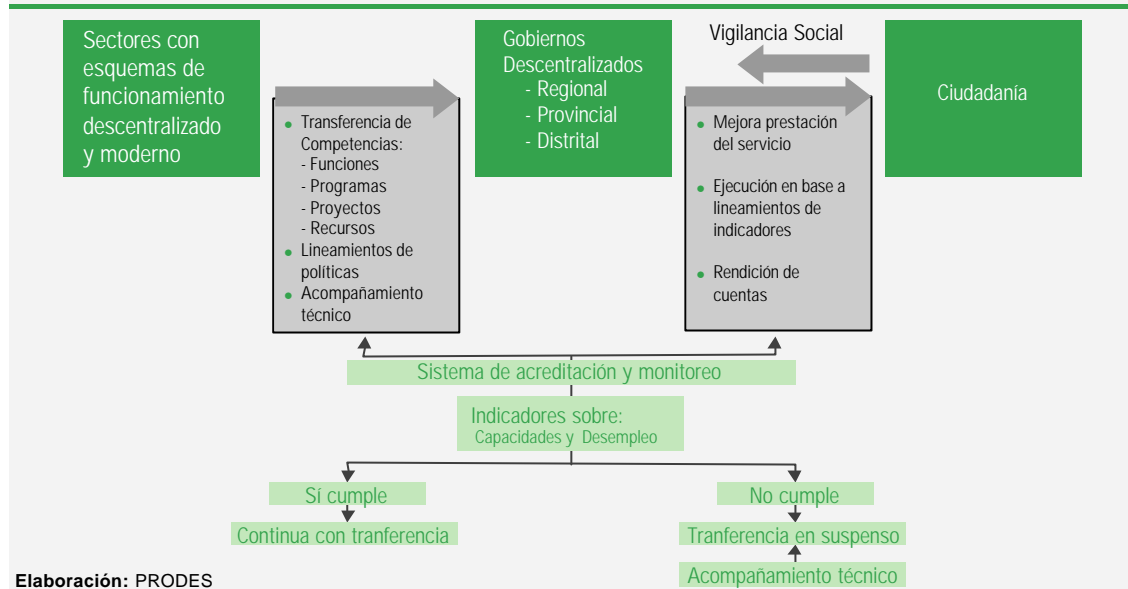 Sectores con
esquemas de
funcionamiento
descentralizado
y moderno
Transferencia de
Competencias:
- Funciones
- Programas
- Proyectos
- Recursos
Lineamientos de
políticas
Acompañamiento
técnico
Gobiernos
Descentralizados
- Regional
- Provincial
- Distrital
Vigilancia Social
Mejora prestación
del servicio
Ejecución en base a
lineamientos de
indicadores
Rendición de
cuentas
Ciudadanía
Sistema de acreditación y monitoreo
Indicadores sobre:
Capacidades y Desempleo
Sí cumple
No cumple
Continua con tranferencia
Tranferencia en suspenso
Acompañamiento técnico
Elaboración: PRODES